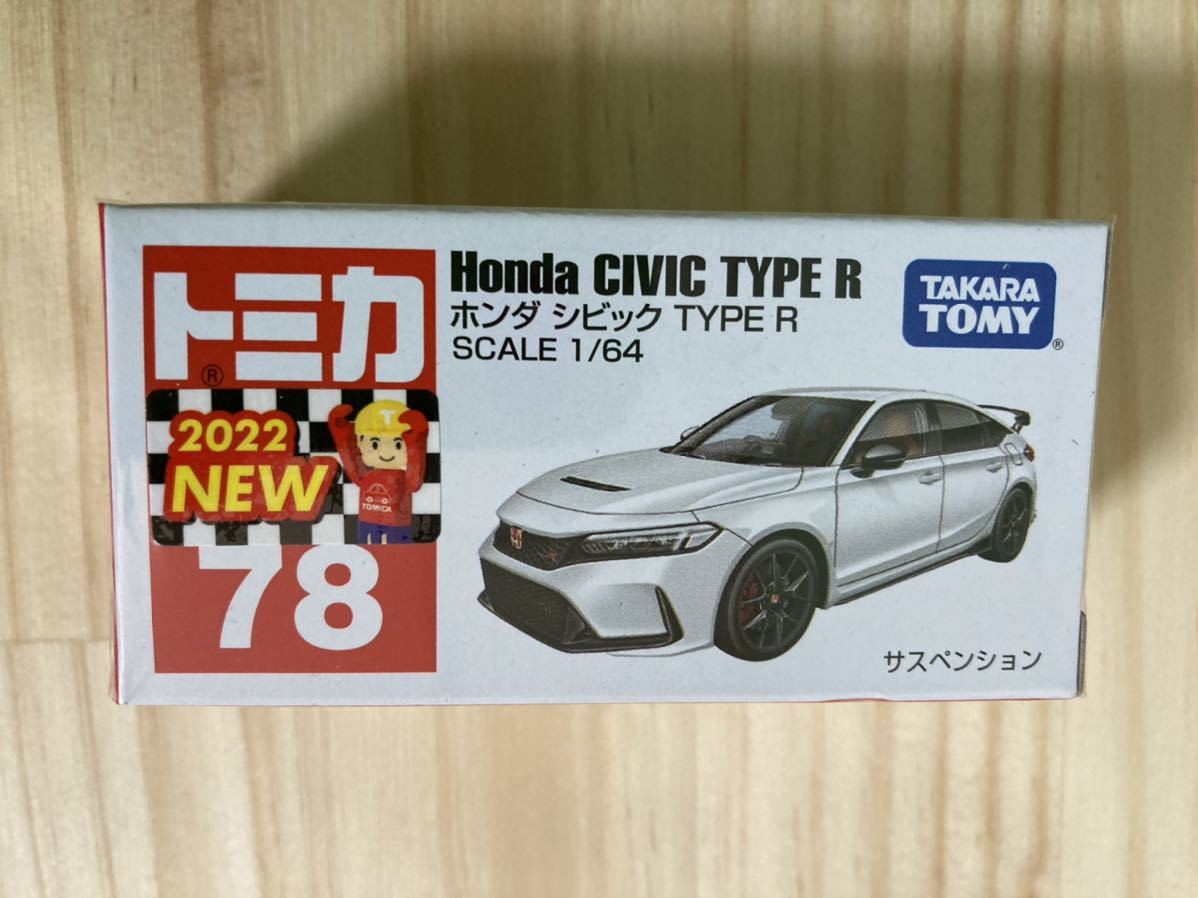 トミカ
®
2022
NEW
T
TOMICA
78
Honda CIVIC TYPE R
ホンダ シビック TYPE R
SCALE 1/64
TAKARA
TOMY
®
サスペンション